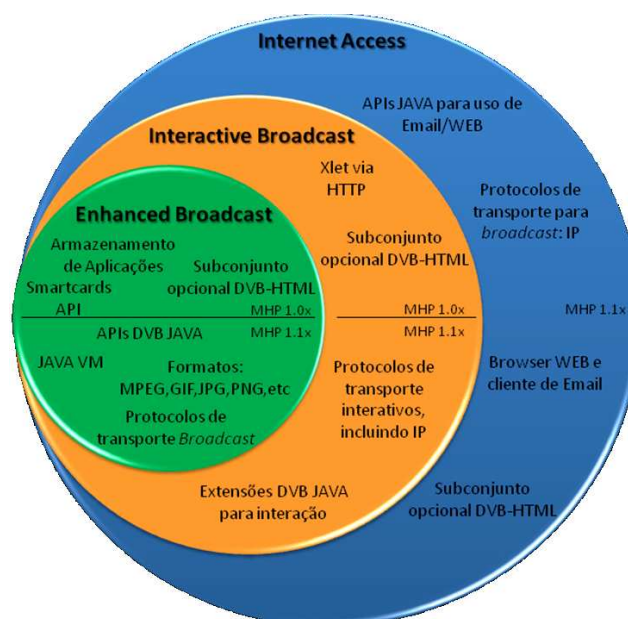 Internet Access
APIs JAVA para uso de
Email/WEB
Interactive Broadcast
Xlet via
HTTP
Enhanced Broadcast
Protocolos de
transporte para
broadcast: IP
Armazenamento
de Aplicações
Smartcards
API
Subconjunto
opcional DVB-HTML
Subconjunto
opcional DVB-HTML
MHP 1.0x
MHP 1.0x
MHP 1.1x
APIs DVB JAVA
MHP 1.1x
MHP 1.1x
JAVA VM
Formatos:
MPEG,GIF,JPG,PNG,etc
Protocolos de
transporte Broadcast
Protocolos de
transporte
interativos,
incluindo IP
Browser WEB e
cliente de Email
Extensões DVB JAVA
para interação
Subconjunto
opcional DVB-HTML